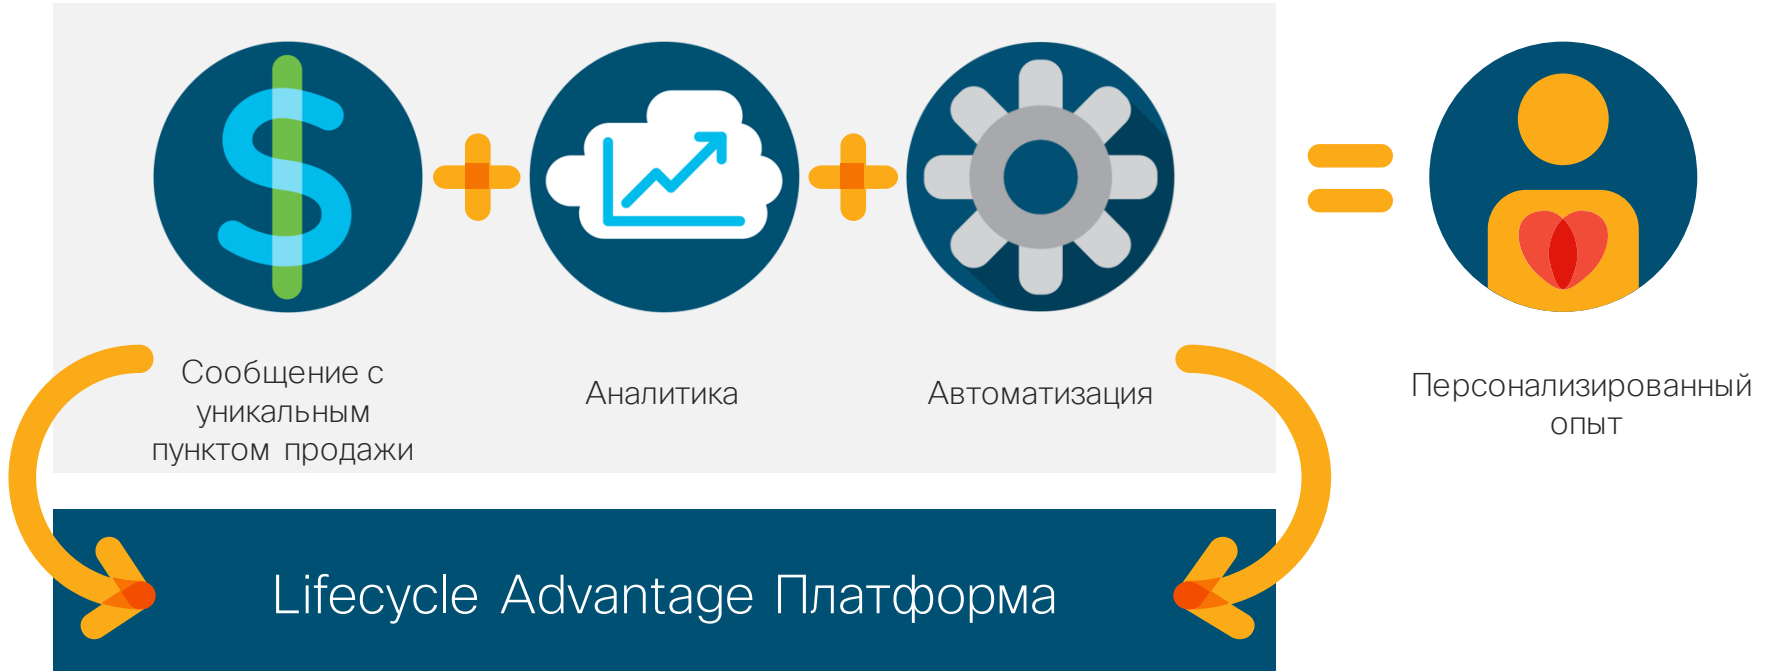 Сообщение с
уникальным
пунктом продажи
Аналитика
Автоматизация
Персонализированный
опыт
Lifecycle Advantage Платформа